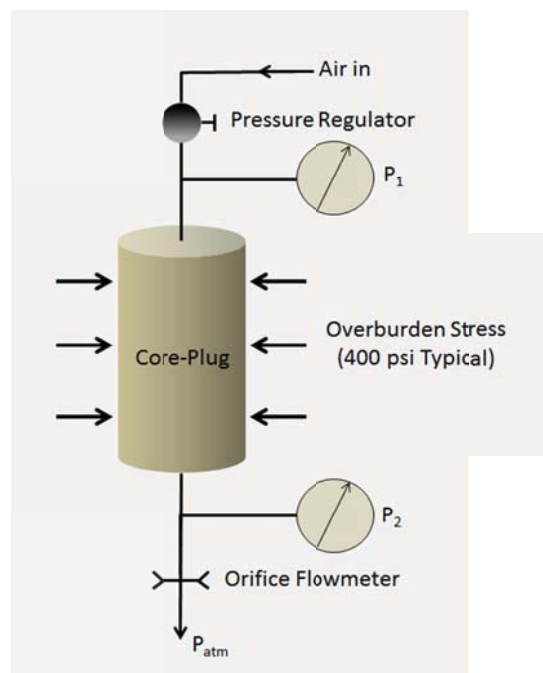 Air in
Pressure Regulator
P₁
Core-Plug
Overburden Stress
(400 psi Typical)
P₂
Orifice Flowmeter
Pₐₜₘ